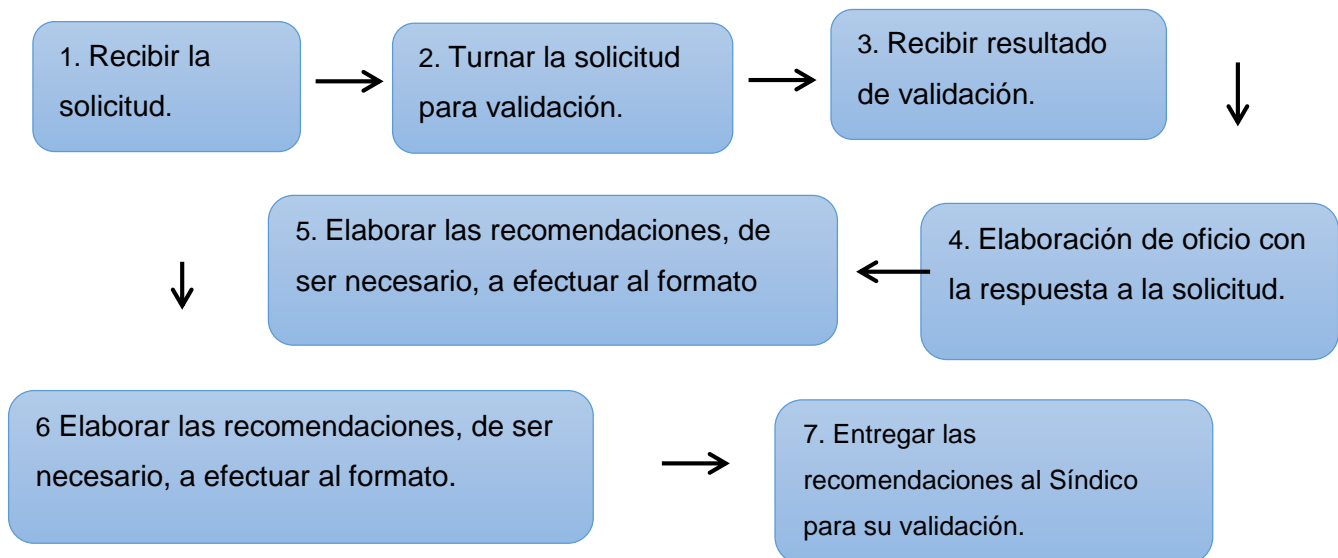 1. Recibir la
solicitud.
2. Turnar la solicitud
para validación.
3. Recibir resultado
de validación.
4. Elaboración de oficio con
la respuesta a la solicitud.
5. Elaborar las recomendaciones, de
ser necesario, a efectuar al formato
6 Elaborar las recomendaciones, de ser
necesario, a efectuar al formato.
7. Entregar las
recomendaciones al Síndico
para su validación.